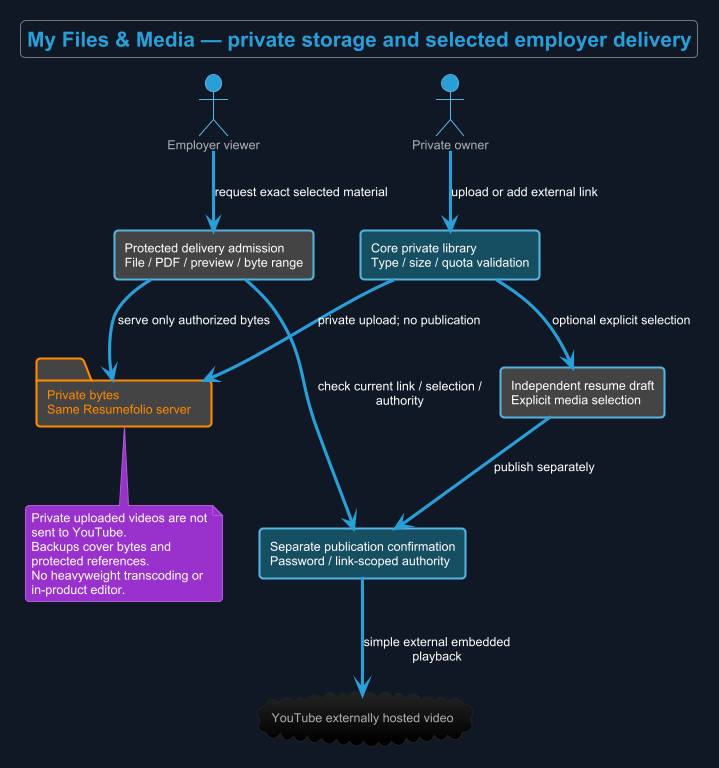 My Files & Media — private storage and selected employer delivery
Employer viewer
Private owner
request exact selected material
upload or add external link
Protected delivery admission
File / PDF / preview / byte range
Core private library
Type / size / quota validation
serve only authorized bytes
private upload; no publication
optional explicit selection
Private bytes
Same Resumefolio server
check current link / selection /
authority
Independent resume draft
Explicit media selection
publish separately
Private uploaded videos are not
sent to YouTube.
Backups cover bytes and
protected references.
No heavyweight transcoding or
in-product editor.
Separate publication confirmation
Password / link-scoped authority
simple external embedded
playback
YouTube externally hosted video